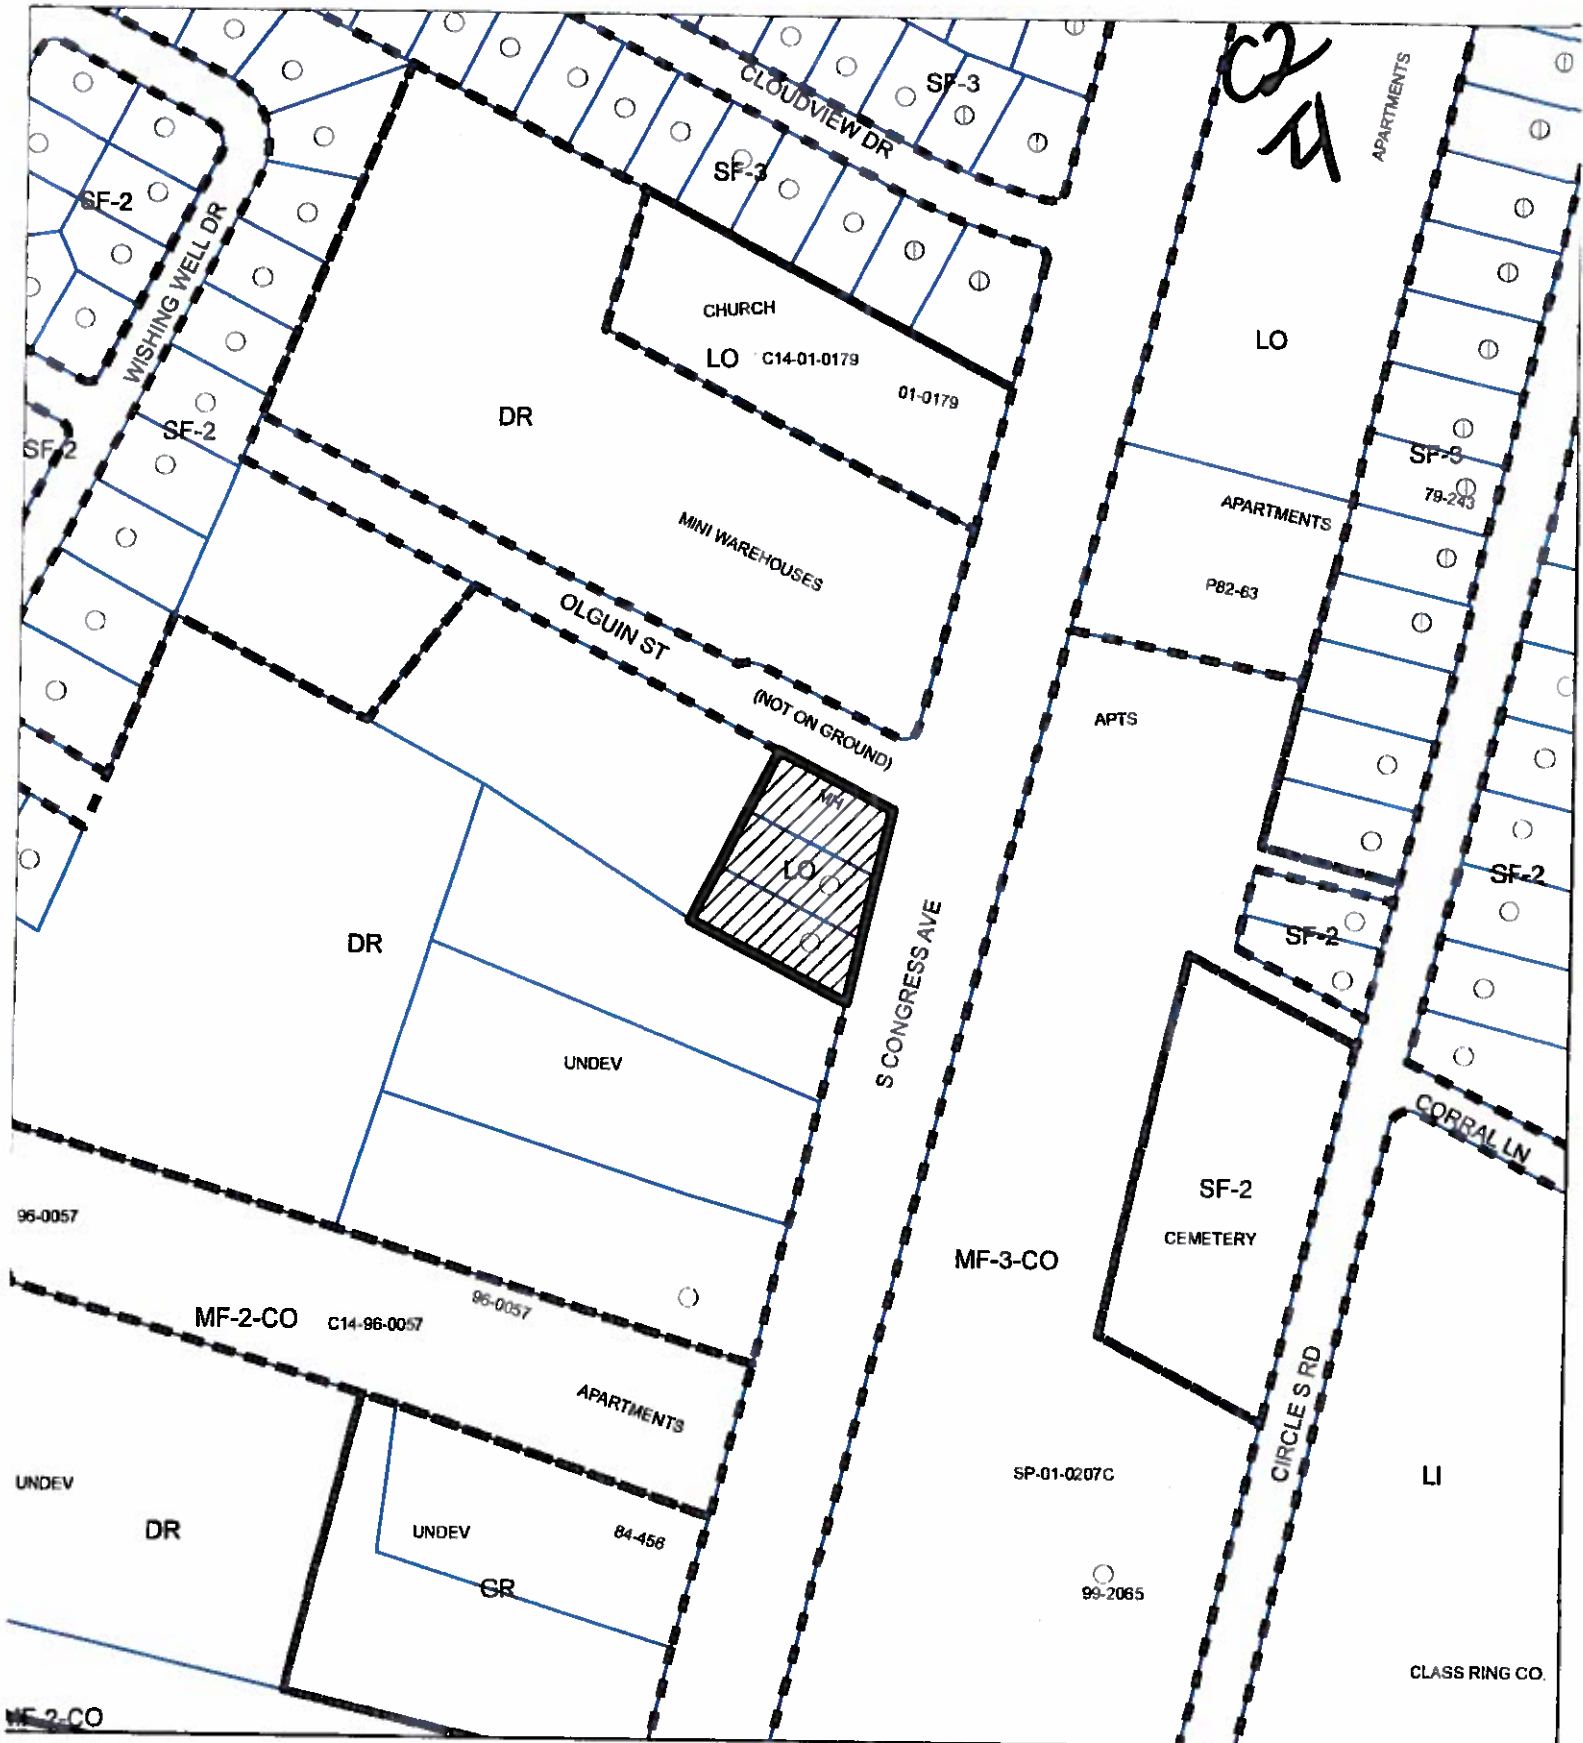 C2
APARTMENTS
SF-3
CLOUDVIEW DR
SF-3
SF-2
WISHING WELL DR
CHURCH
LO
C14-01-0179
01-0179
LO
DR
SF-2
SF-2
SF-3
79-243
APARTMENTS
MINI WAREHOUSES
P82-63
OLGUIN ST
(NOT ON GROUND)
APTS
MH
LO
SF-2
SF-2
DR
S CONGRESS AVE
UNDEV
CORRAL LN
SF-2
CEMETERY
96-0057
MF-3-CO
96-0057
MF-2-CO
C14-96-0057
APARTMENTS
CIRCLE S RD
SP-01-0207C
LI
UNDEV
DR
UNDEV
84-456
GR
99-2065
CLASS RING CO.
MF-2-CO